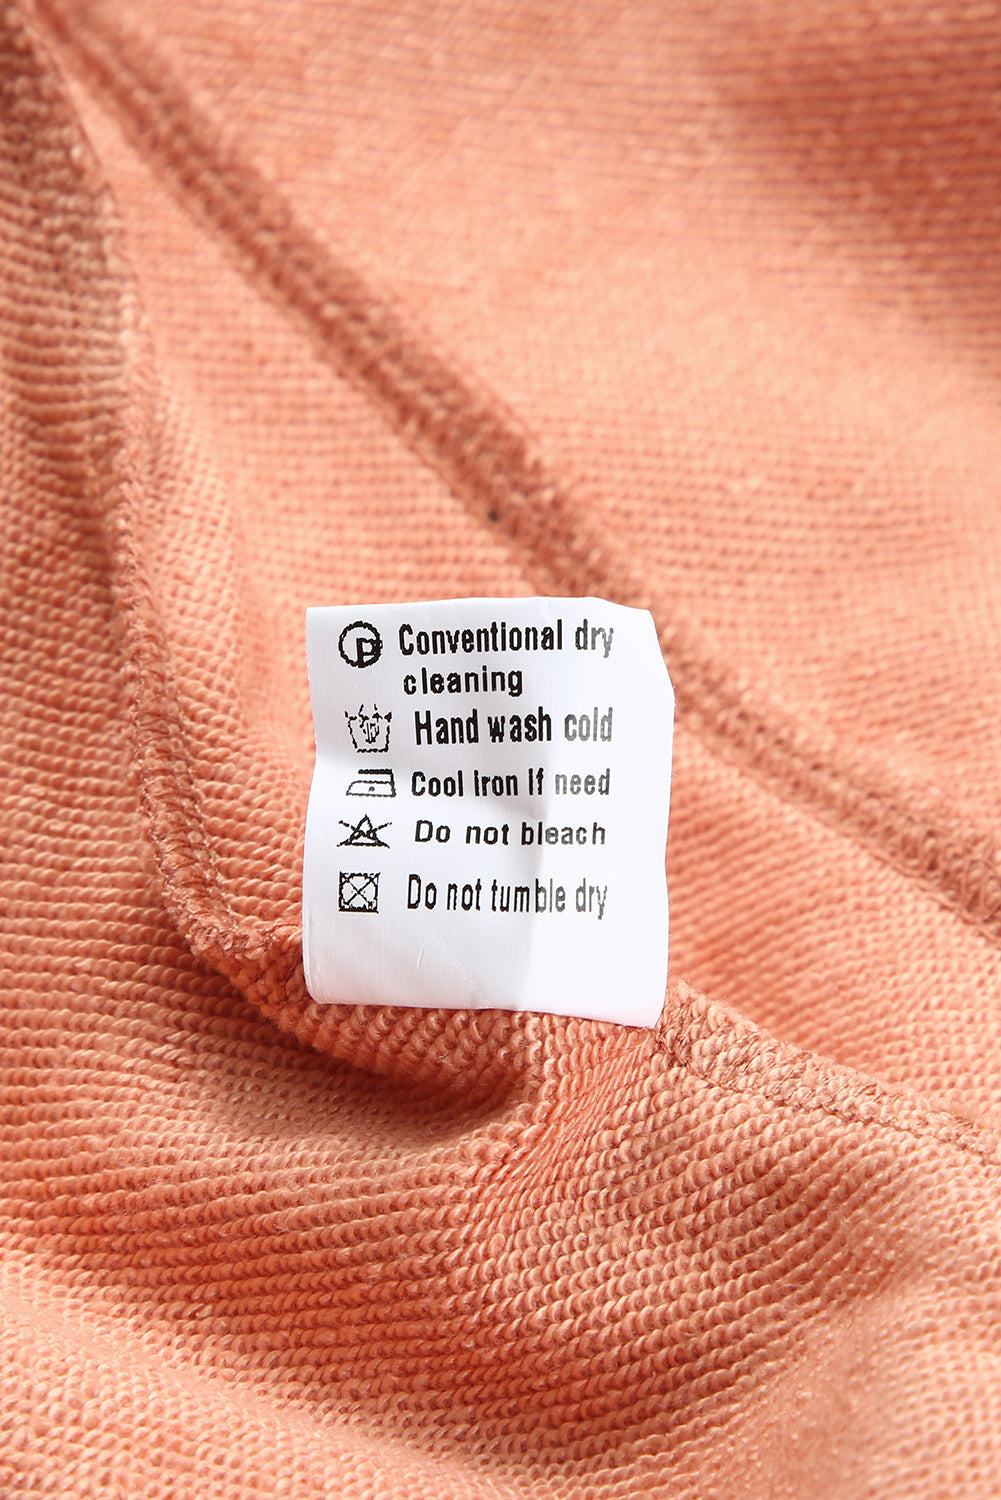 P Conventional dry
cleaning
Hand wash cold
Cool Iron If need
Do not bleach
Do not tumble dry